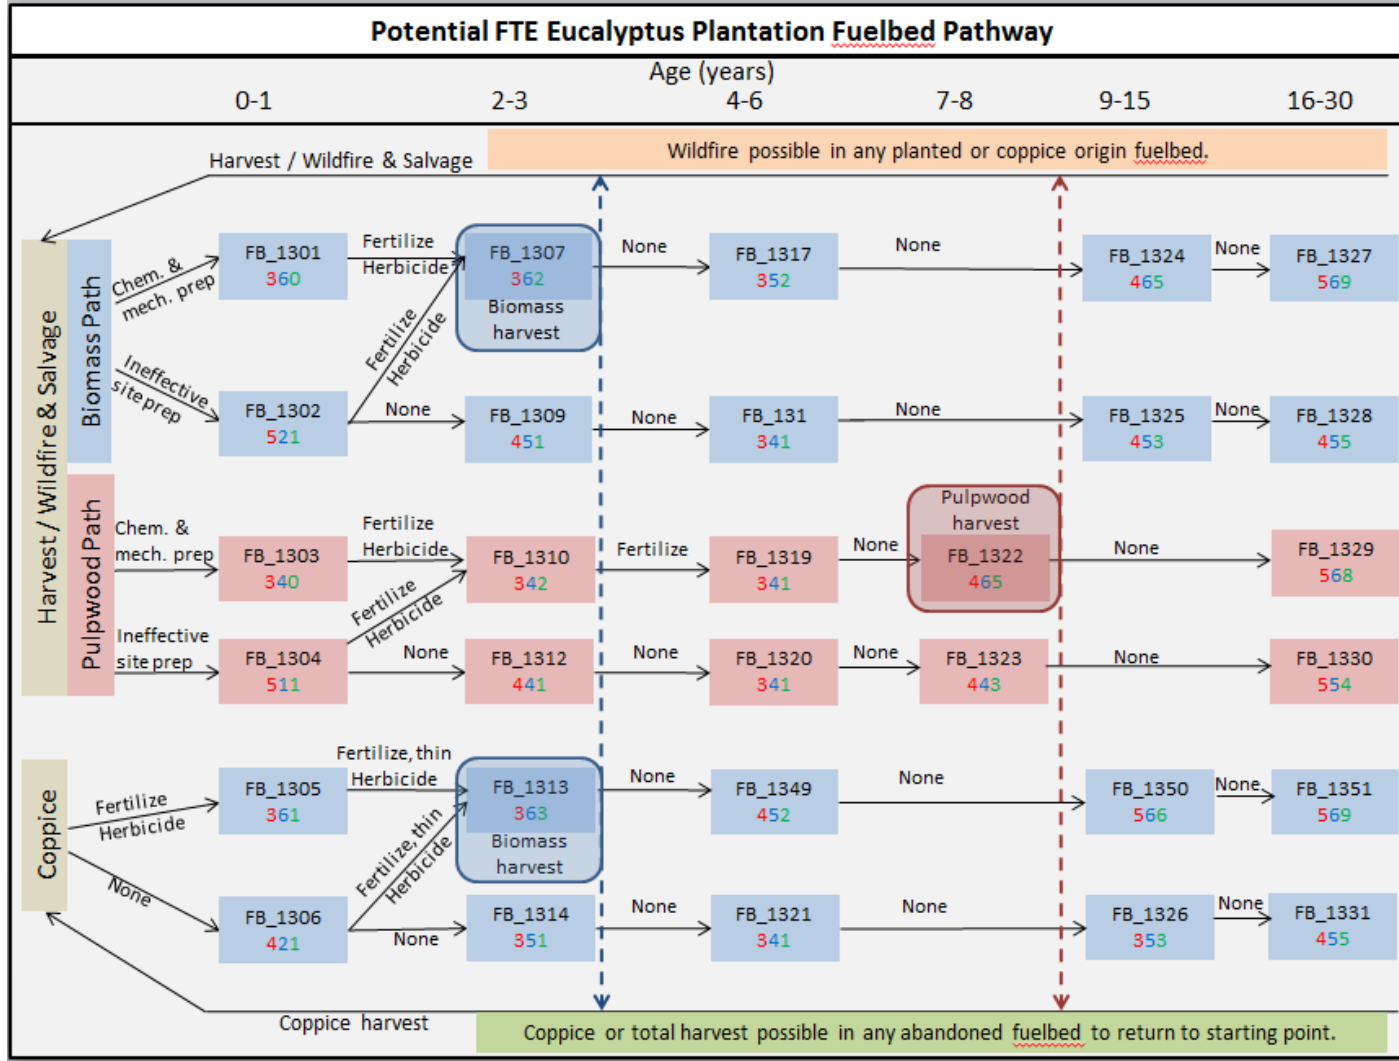 Potential FTE Eucalyptus Plantation Fuelbed Pathway
Age (years)
0-1
2-3
4-6
7-8
9-15
16-30
Wildfire possible in any planted or coppice origin fuelbed.
Harvest / Wildfire & Salvage
Harvest / Wildfire & Salvage
Biomass Path
Chem. &
mech. prep
FB_1301
360
Fertilize
Herbicide
FB_1307
362
Biomass
harvest
None
FB_1317
352
None
FB_1324
465
None
FB_1327
569
Ineffective
site prep
FB_1302
521
Fertilize
Herbicide
None
FB_1309
451
None
FB_131
341
None
FB_1325
453
None
FB_1328
455
Pulpwood Path
Chem. &
mech. prep
FB_1303
340
Fertilize
Herbicide
FB_1310
342
Fertilize
FB_1319
341
None
Pulpwood
harvest
FB_1322
465
None
FB_1329
568
Ineffective
site prep
FB_1304
511
Fertilize
Herbicide
None
FB_1312
441
None
FB_1320
341
None
FB_1323
443
None
FB_1330
554
Coppice
Fertilize
Herbicide
FB_1305
361
Fertilize, thin
Herbicide
FB_1313
363
Biomass
harvest
None
FB_1349
452
None
FB_1350
566
None
FB_1351
569
None
FB_1306
421
Fertilize, thin
Herbicide
None
FB_1314
351
None
FB_1321
341
None
FB_1326
353
None
FB_1331
455
Coppice harvest
Coppice or total harvest possible in any abandoned fuelbed to return to starting point.